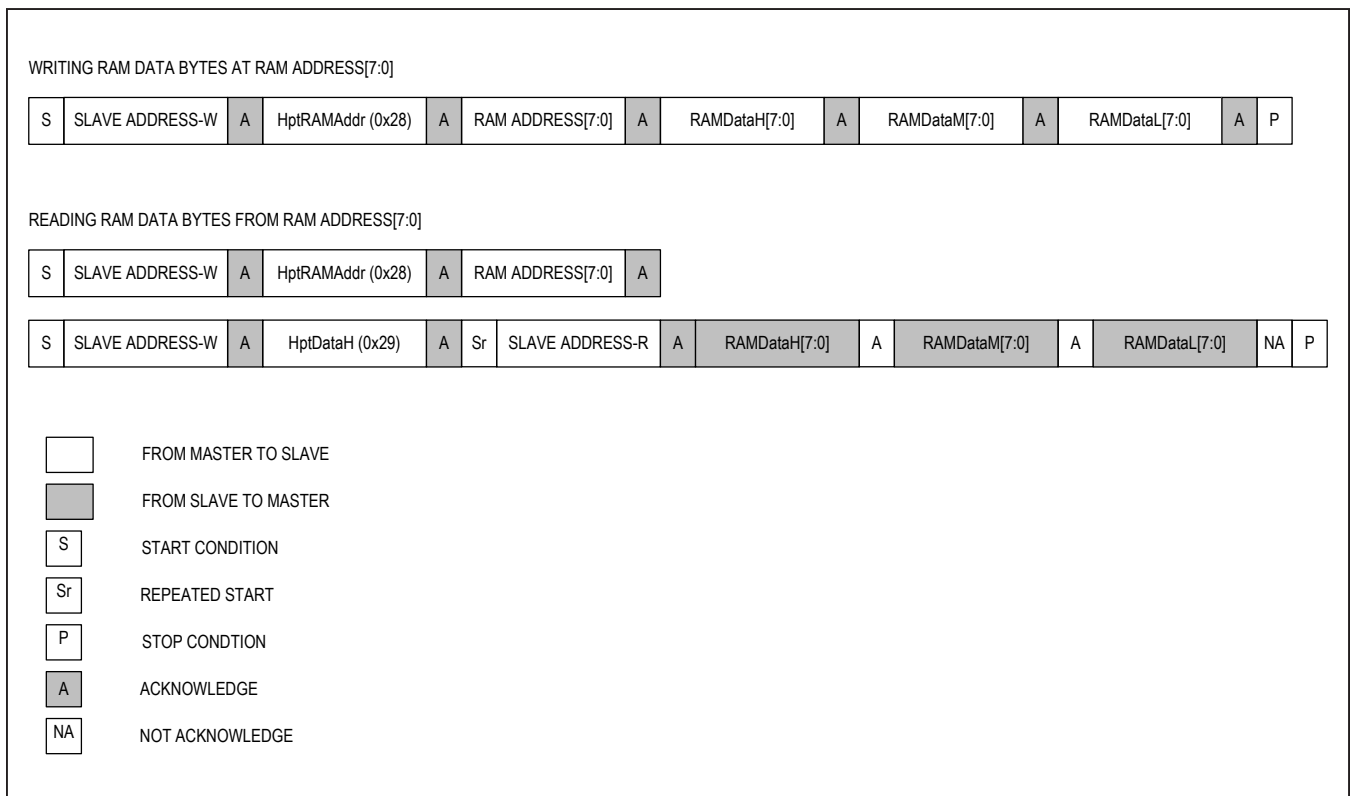 WRITING RAM DATA BYTES AT RAM ADDRESS[7:0]
S SLAVE ADDRESS-W A HptRAMAddr (0x28) A RAM ADDRESS[7:0] A RAMDataH[7:0] A RAMDataM[7:0] A RAMDataL[7:0] A P
READING RAM DATA BYTES FROM RAM ADDRESS[7:0]
S SLAVE ADDRESS-W A HptRAMAddr (0x28) A RAM ADDRESS[7:0] A
S SLAVE ADDRESS-W A HptDataH (0x29) A Sr SLAVE ADDRESS-R A RAMDataH[7:0] A RAMDataM[7:0] A RAMDataL[7:0] NA P
FROM MASTER TO SLAVE
FROM SLAVE TO MASTER
S START CONDITION
Sr REPEATED START
P STOP CONDTION
A ACKNOWLEDGE
NA NOT ACKNOWLEDGE